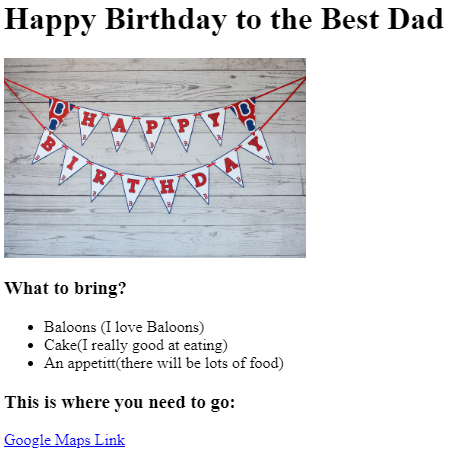 Happy Birthday to the Best Dad
B HAPPY B
BIRTHDAY
What to bring?
Baloons (I love Baloons)
Cake(I really good at eating)
An appetitt(there will be lots of food)
This is where you need to go:
Google Maps Link